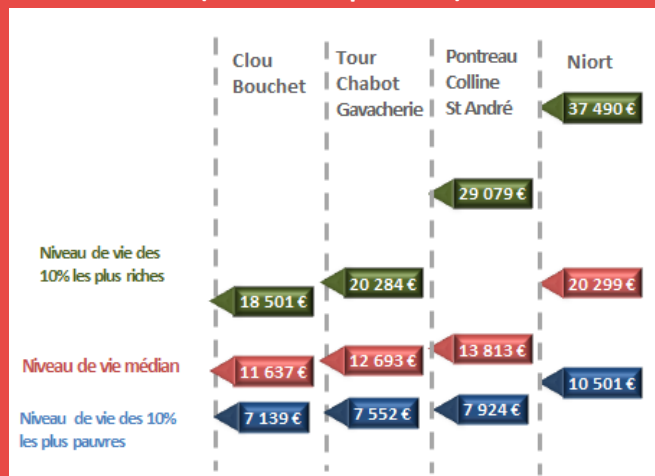 Clou
Bouchet
Tour
Chabot
Gavacherie
Pontreau
Colline
St André
Niort
37 490 €
29 079 €
Niveau de vie des
10% les plus riches
18 501 €
20 284 €
20 299 €
Niveau de vie médian
11 637 €
12 693 €
13 813 €
10 501 €
Niveau de vie des 10%
les plus pauvres
7 139 €
7 552 €
7 924 €